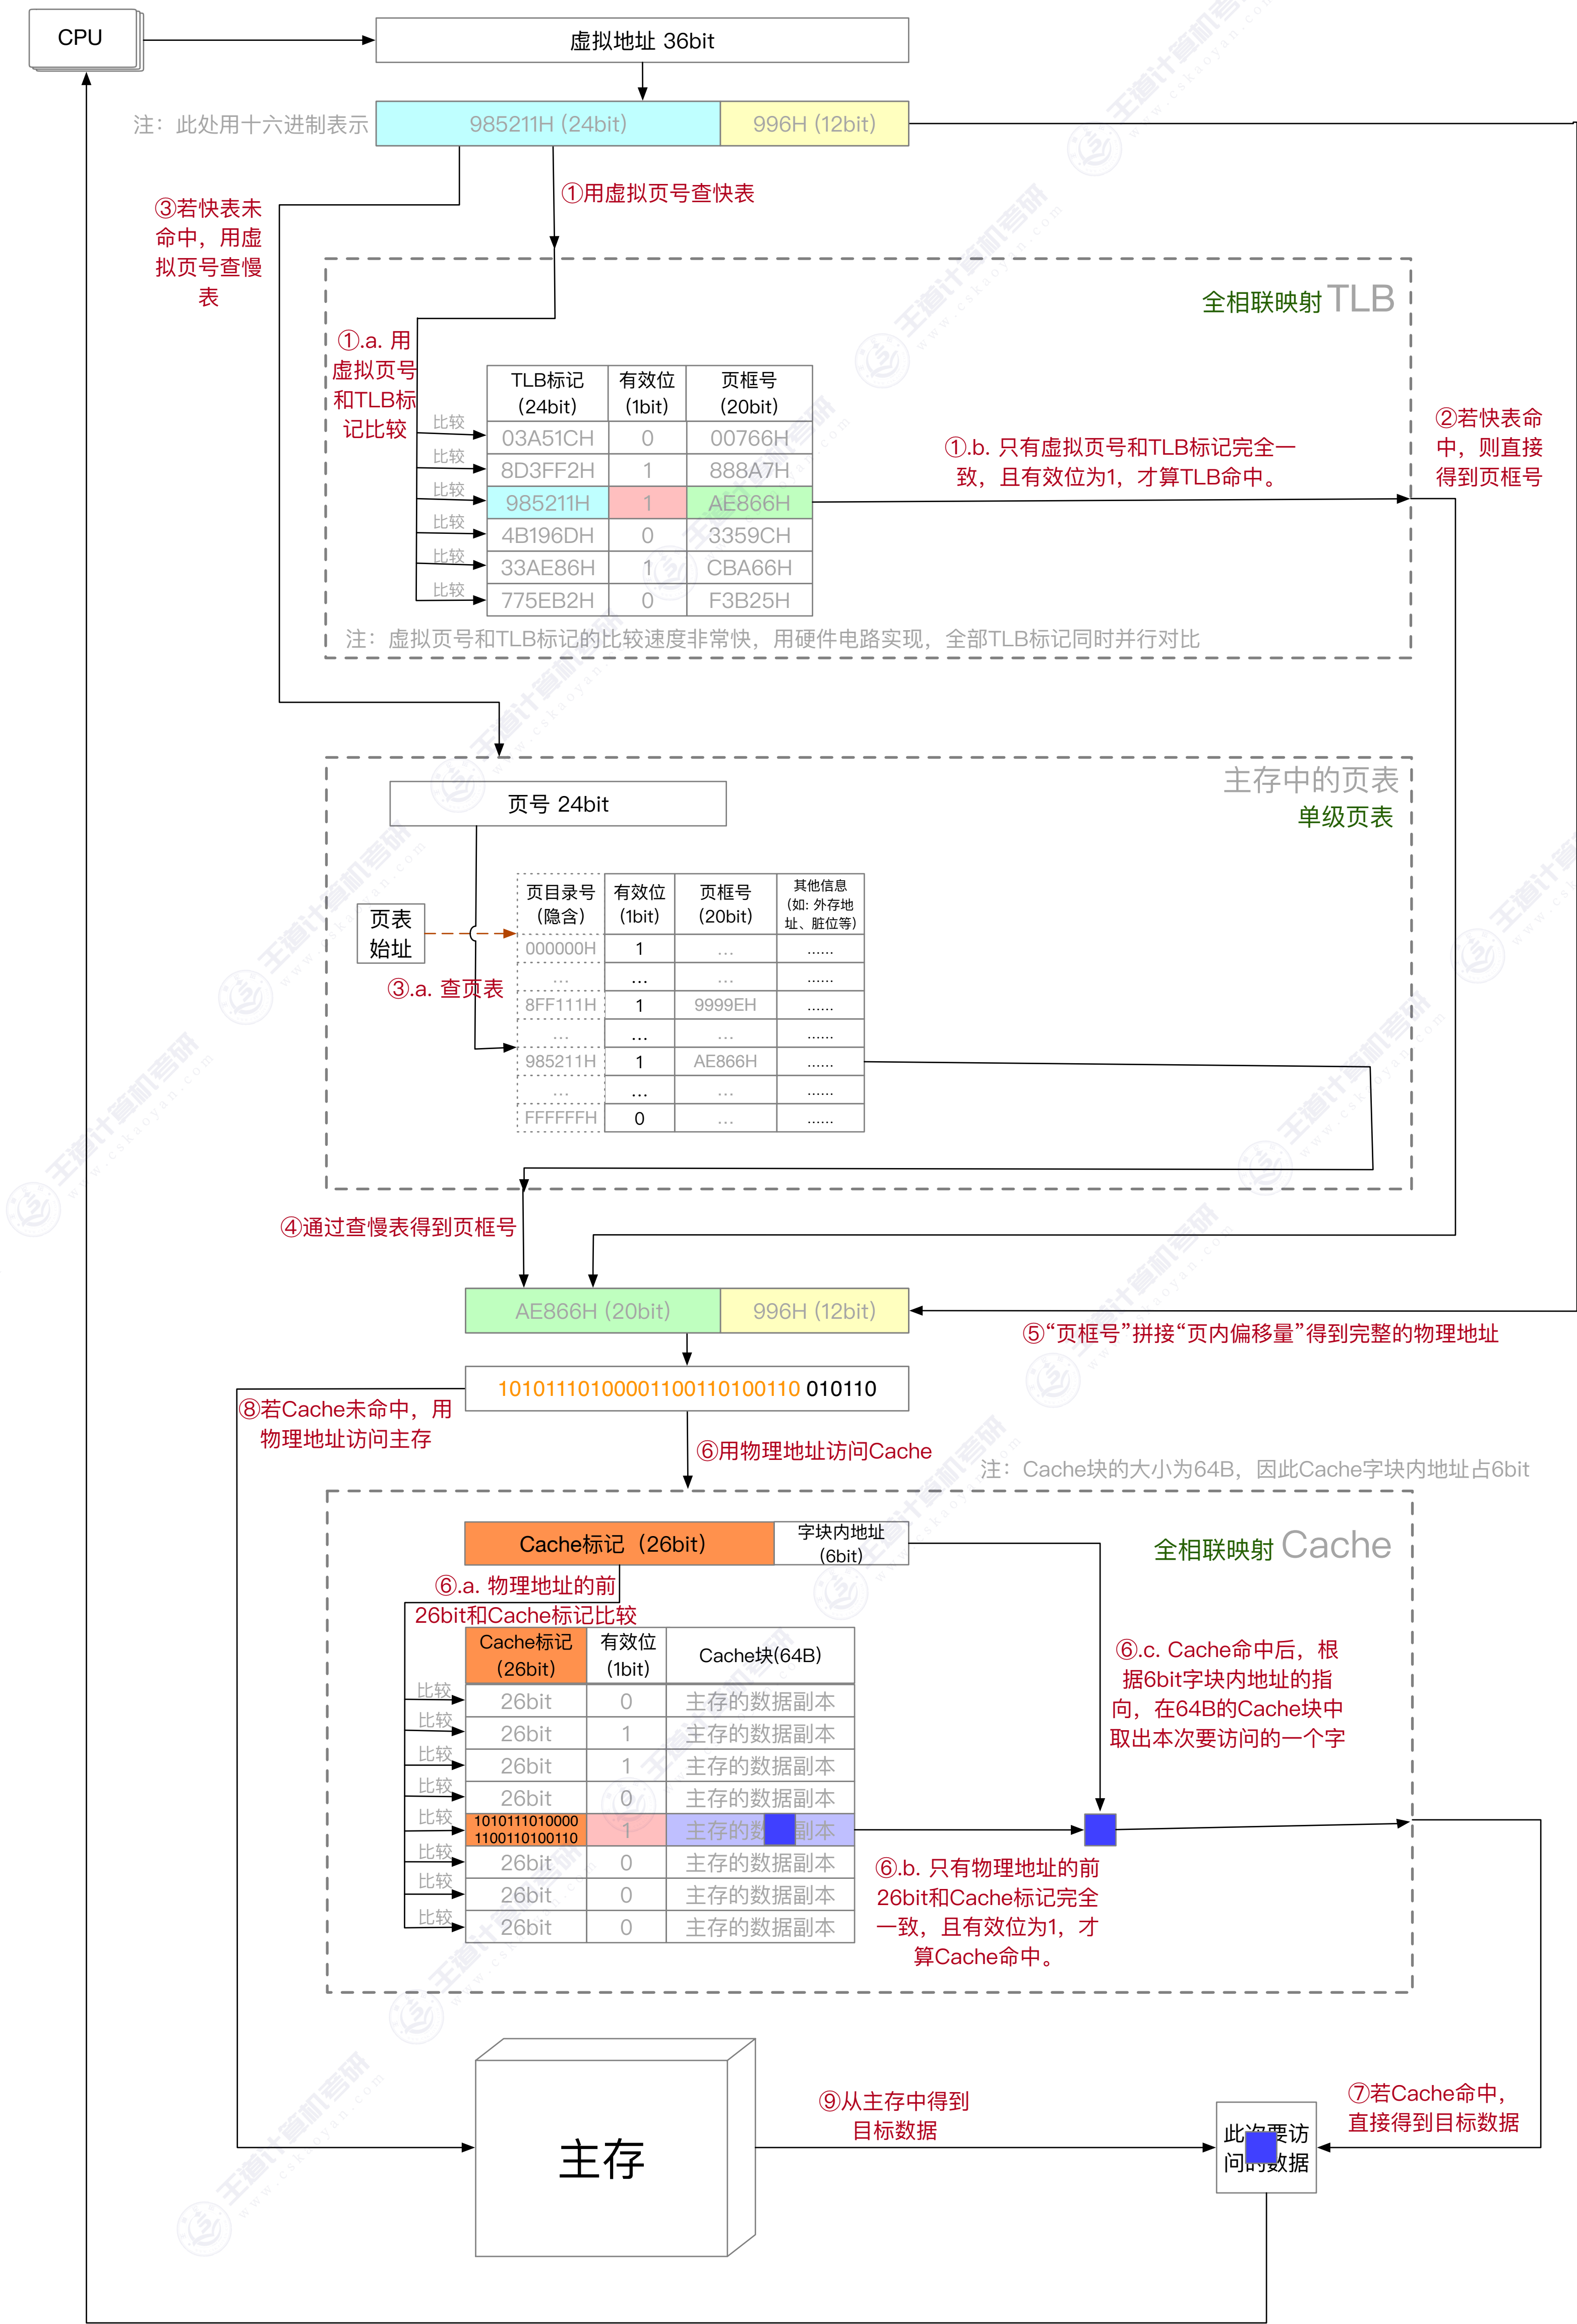 CPU
虚拟地址 36bit
注：此处用十六进制表示
985211H (24bit)
996H (12bit)
①用虚拟页号查快表
③若快表未
命中，用虚
拟页号查慢
表
全相联映射 TLB
①.a. 用
虚拟页号
和TLB标
记比较
TLB标记
(24bit)
有效位
(1bit)
页框号
(20bit)
比较
03A51CH 0 00766H
比较
8D3FF2H 1 888A7H
比较
985211H 1 AE866H
比较
4B196DH 0 3359CH
比较
33AE86H 1 CBA66H
比较
775EB2H 0 F3B25H
①.b. 只有虚拟页号和TLB标记完全一
致，且有效位为1，才算TLB命中。
②若快表命
中，则直接
得到页框号
注：虚拟页号和TLB标记的比较速度非常快，用硬件电路实现，全部TLB标记同时并行对比
主存中的页表
单级页表
页号 24bit
页表
始址
③.a. 查页表
页目录号
（隐含）
有效位
(1bit)
页框号
(20bit)
其他信息
(如: 外存地
址、脏位等)
000000H 1 ... ......
... ... ... ......
8FF111H 1 9999EH ......
... ... ... ......
985211H 1 AE866H ......
... ... ... ......
FFFFFFH 0 ... ......
④通过查慢表得到页框号
AE866H (20bit)
996H (12bit)
⑤“页框号”拼接“页内偏移量”得到完整的物理地址
10101110100001100110100110 010110
⑧若Cache未命中，用
物理地址访问主存
⑥用物理地址访问Cache
注：Cache块的大小为64B，因此Cache字块内地址占6bit
全相联映射 Cache
Cache标记（26bit)
字块内地址
(6bit)
⑥.a. 物理地址的前
26bit和Cache标记比较
Cache标记
（26bit)
有效位
(1bit)
Cache块(64B)
比较
26bit 0 主存的数据副本
比较
26bit 1 主存的数据副本
比较
26bit 1 主存的数据副本
比较
26bit 0 主存的数据副本
比较
1010111010000
1100110100110
1 主存的数 副本
比较
26bit 0 主存的数据副本
比较
26bit 0 主存的数据副本
比较
26bit 0 主存的数据副本
⑥.c. Cache命中后，根
据6bit字块内地址的指
向，在64B的Cache块中
取出本次要访问的一个字
⑥.b. 只有物理地址的前
26bit和Cache标记完全
一致，且有效位为1，才
算Cache命中。
主存
⑨从主存中得到
目标数据
⑦若Cache命中，
直接得到目标数据
此次要访
问的数据
王道计算机考研
www.cskaoyan.com